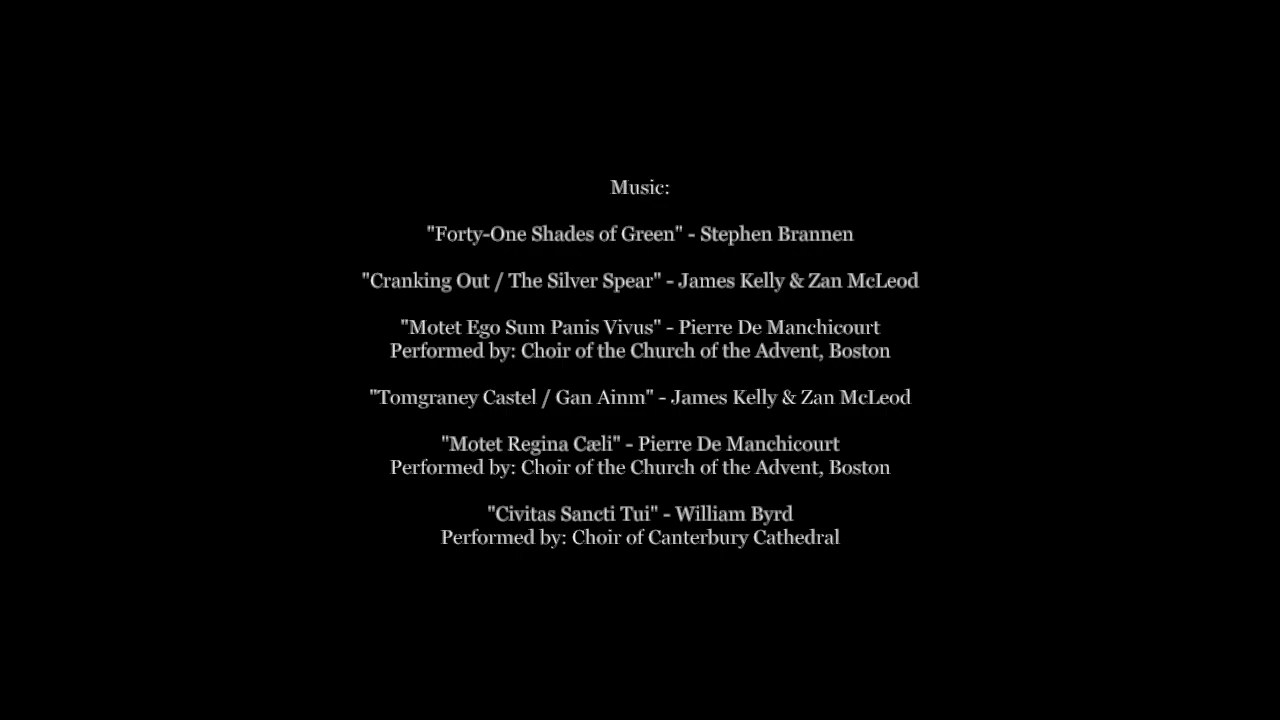 Music:
"Forty-One Shades of Green" - Stephen Brannen
"Cranking Out / The Silver Spear" - James Kelly & Zan McLeod
"Motet Ego Sum Panis Vivus" - Pierre De Manchicourt
Performed by: Choir of the Church of the Advent, Boston
"Tomgraney Castel / Gan Ainm" - James Kelly & Zan McLeod
"Motet Regina Cæli" - Pierre De Manchicourt
Performed by: Choir of the Church of the Advent, Boston
"Civitas Sancti Tui" - William Byrd
Performed by: Choir of Canterbury Cathedral